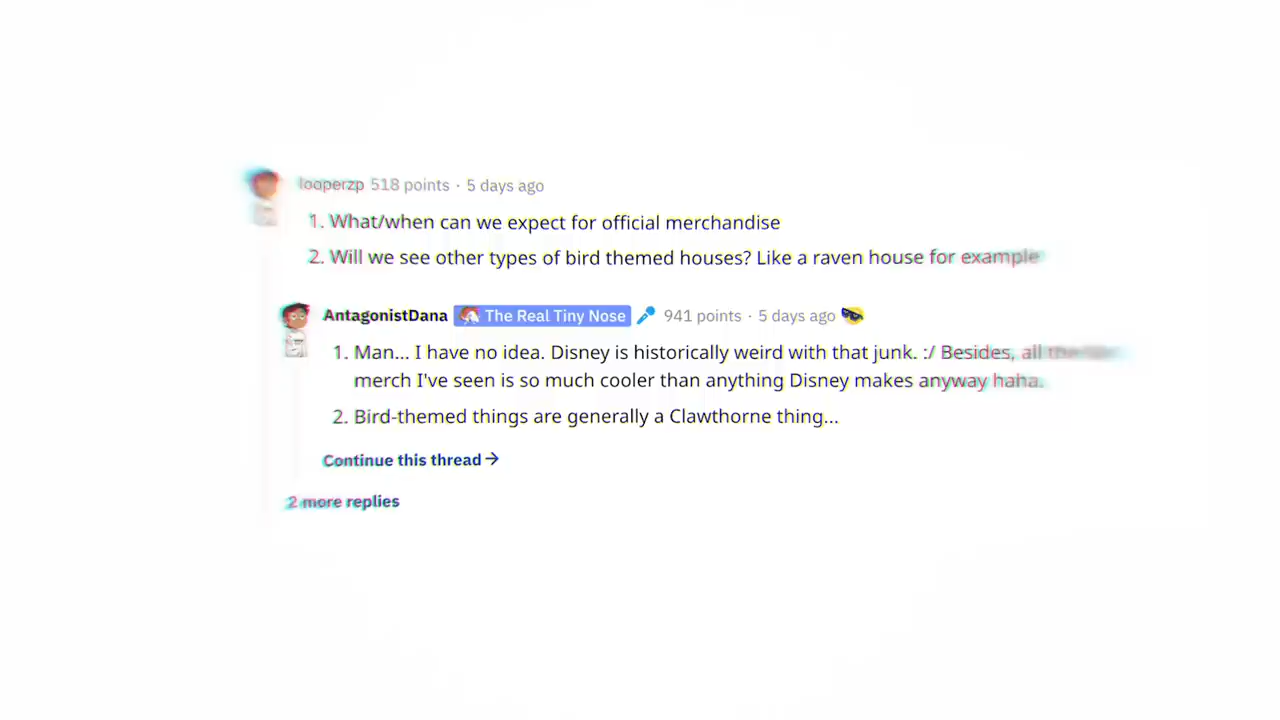 looperzp 518 points · 5 days ago
1. What/when can we expect for official merchandise
2. Will we see other types of bird themed houses? Like a raven house for example
AntagonistDana The Real Tiny Nose 941 points · 5 days ago
1. Man... I have no idea. Disney is historically weird with that junk. :/ Besides, all
merch I've seen is so much cooler than anything Disney makes anyway haha.
2. Bird-themed things are generally a Clawthorne thing...
Continue this thread →
2 more replies